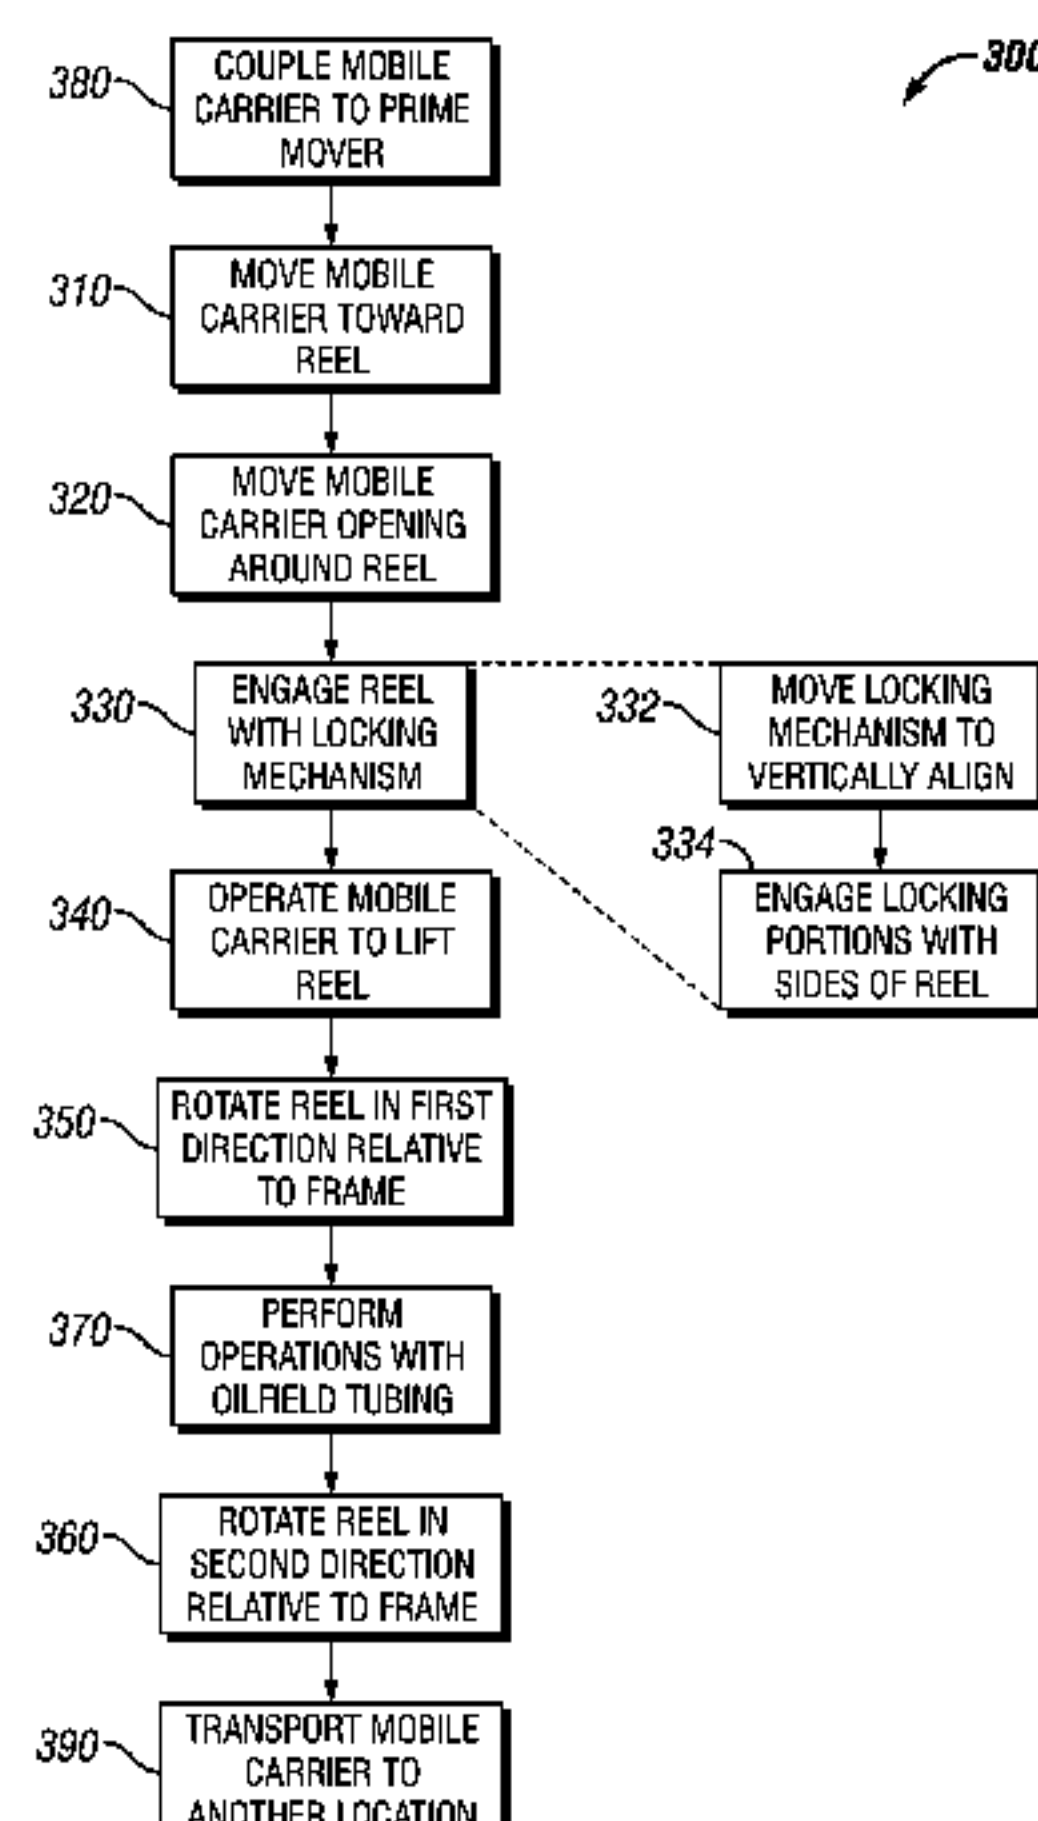 300
380
COUPLE MOBILE
CARRIER TO PRIME
MOVER
310
MOVE MOBILE
CARRIER TOWARD
REEL
320
MOVE MOBILE
CARRIER OPENING
AROUND REEL
330
ENGAGE REEL
WITH LOCKING
MECHANISM
332
MOVE LOCKING
MECHANISM TO
VERTICALLY ALIGN
334
ENGAGE LOCKING
PORTIONS WITH
SIDES OF REEL
340
OPERATE MOBILE
CARRIER TO LIFT
REEL
350
ROTATE REEL IN FIRST
DIRECTION RELATIVE
TO FRAME
370
PERFORM
OPERATIONS WITH
OILFIELD TUBING
360
ROTATE REEL IN
SECOND DIRECTION
RELATIVE TO FRAME
390
TRANSPORT MOBILE
CARRIER TO
ANOTHER LOCATION